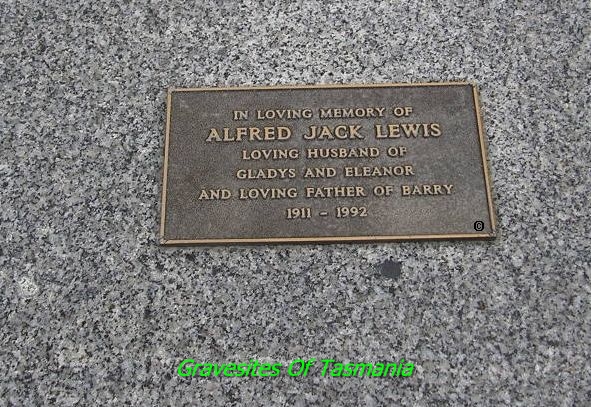 IN LOVING MEMORY OF
ALFRED JACK LEWIS
LOVING HUSBAND OF
GLADYS AND ELEANOR
AND LOVING FATHER OF BARRY
1911 - 1992
Gravesites Of Tasmania